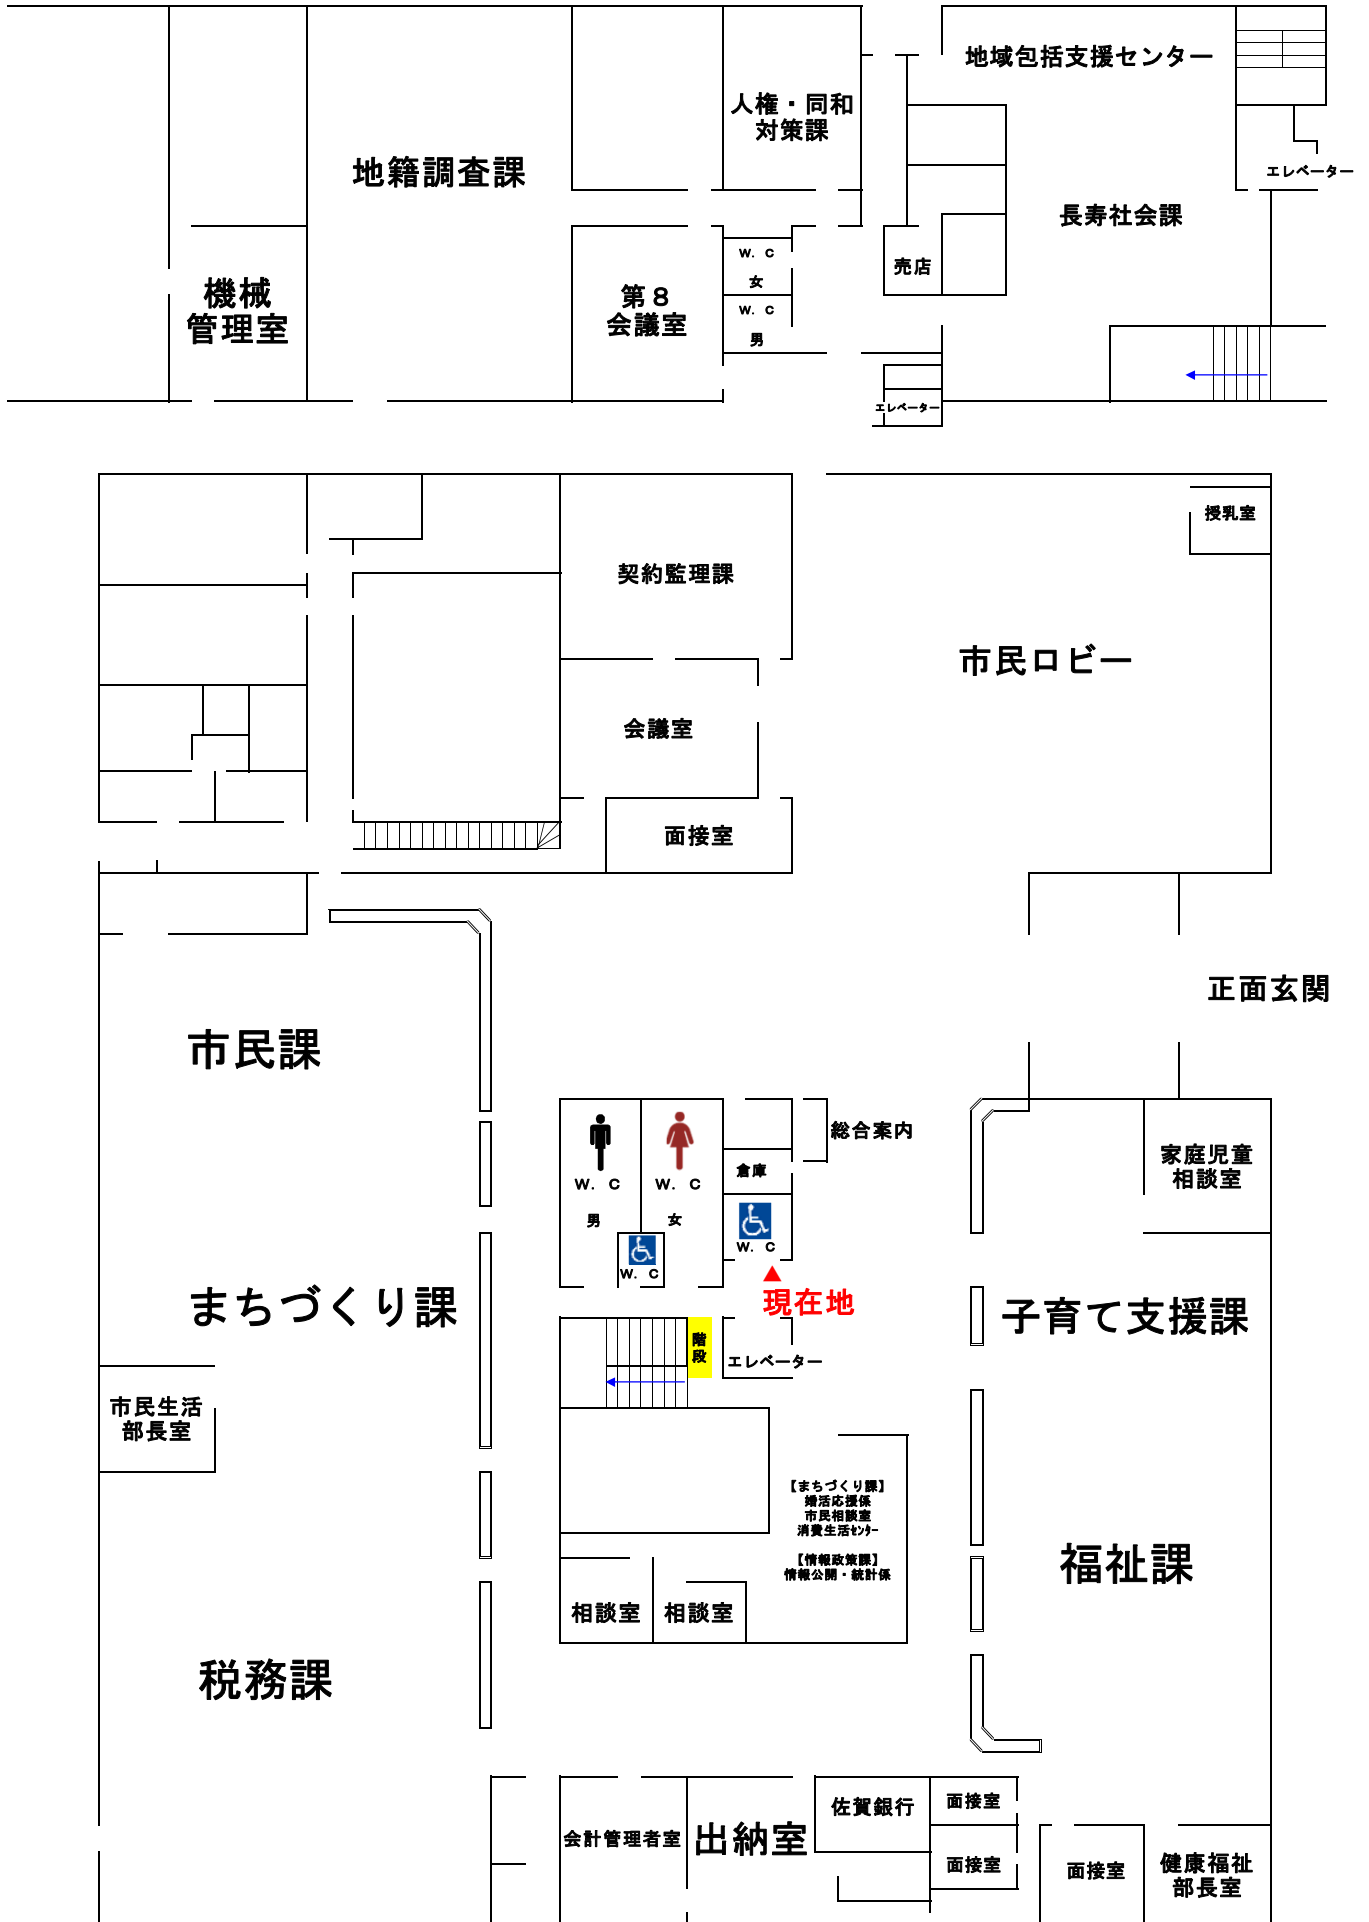 地域包括支援センター
人権・同和
対策課
地籍調査課
エレベーター
長寿社会課
W. C
女
売店
機械
管理室
第８
会議室
W. C
男
エレベーター
授乳室
契約監理課
市民ロビー
会議室
面接室
正面玄関
市民課
総合案内
家庭児童
相談室
倉庫
W. C
男
W. C
女
W. C
W. C
現在地
まちづくり課
子育て支援課
階
段
エレベーター
市民生活
部長室
【まちづくり課】
婚活応援係
市民相談室
消費生活ｾﾝﾀｰ
【情報政策課】
情報公開・統計係
福祉課
相談室
相談室
税務課
会計管理者室
出納室
佐賀銀行
面接室
面接室
面接室
健康福祉
部長室